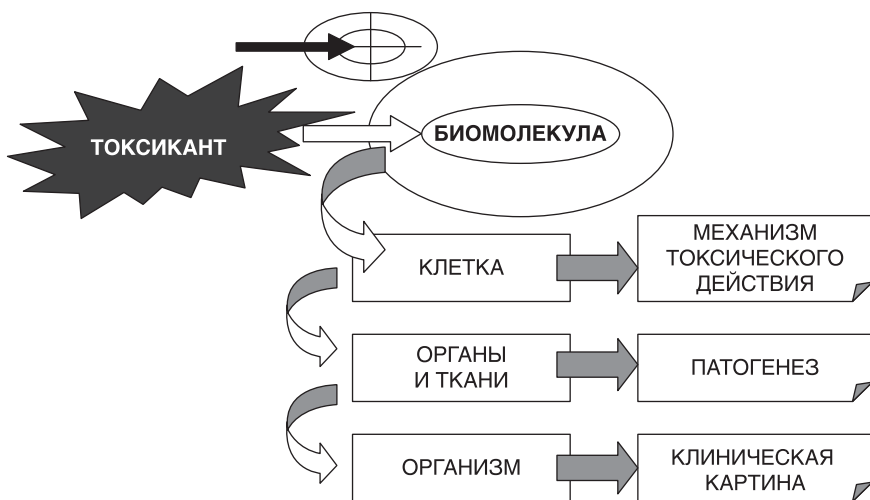 ТОКСИКАНТ
БИОМОЛЕКУЛА
КЛЕТКА
МЕХАНИЗМ
ТОКСИЧЕСКОГО
ДЕЙСТВИЯ
ОРГАНЫ
И ТКАНИ
ПАТОГЕНЕЗ
ОРГАНИЗМ
КЛИНИЧЕСКАЯ
КАРТИНА